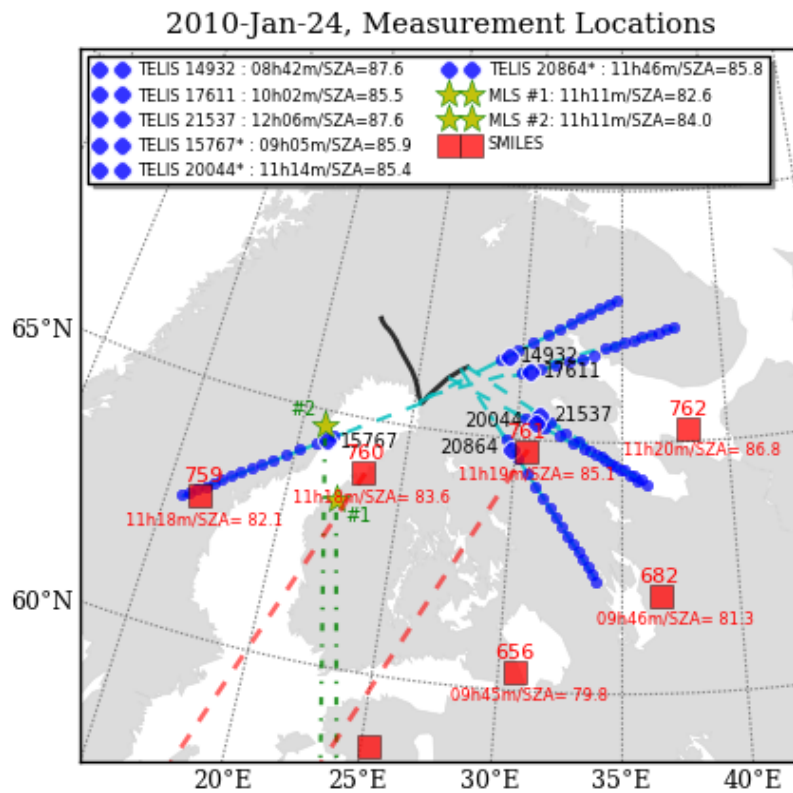 2010-Jan-24, Measurement Locations
TELIS 14932 : 08h42m/SZA=87.6
TELIS 17611 : 10h02m/SZA=85.5
TELIS 21537 : 12h06m/SZA=87.6
TELIS 15767* : 09h05m/SZA=85.9
TELIS 20044* : 11h14m/SZA=85.4
TELIS 20864* : 11h46m/SZA=85.8
MLS #1: 11h11m/SZA=82.6
MLS #2: 11h11m/SZA=84.0
SMILES
65°N
14932
17611
#2
20044
21537
762
15767
20864
761
11h20m/SZA= 86.8
759
760
11h19m/SZA= 85.1
11h18m/SZA= 83.6
11h18m/SZA= 82.1
#1
60°N
682
09h46m/SZA= 81.3
656
09h45m/SZA= 79.8
20°E
25°E
30°E
35°E
40°E